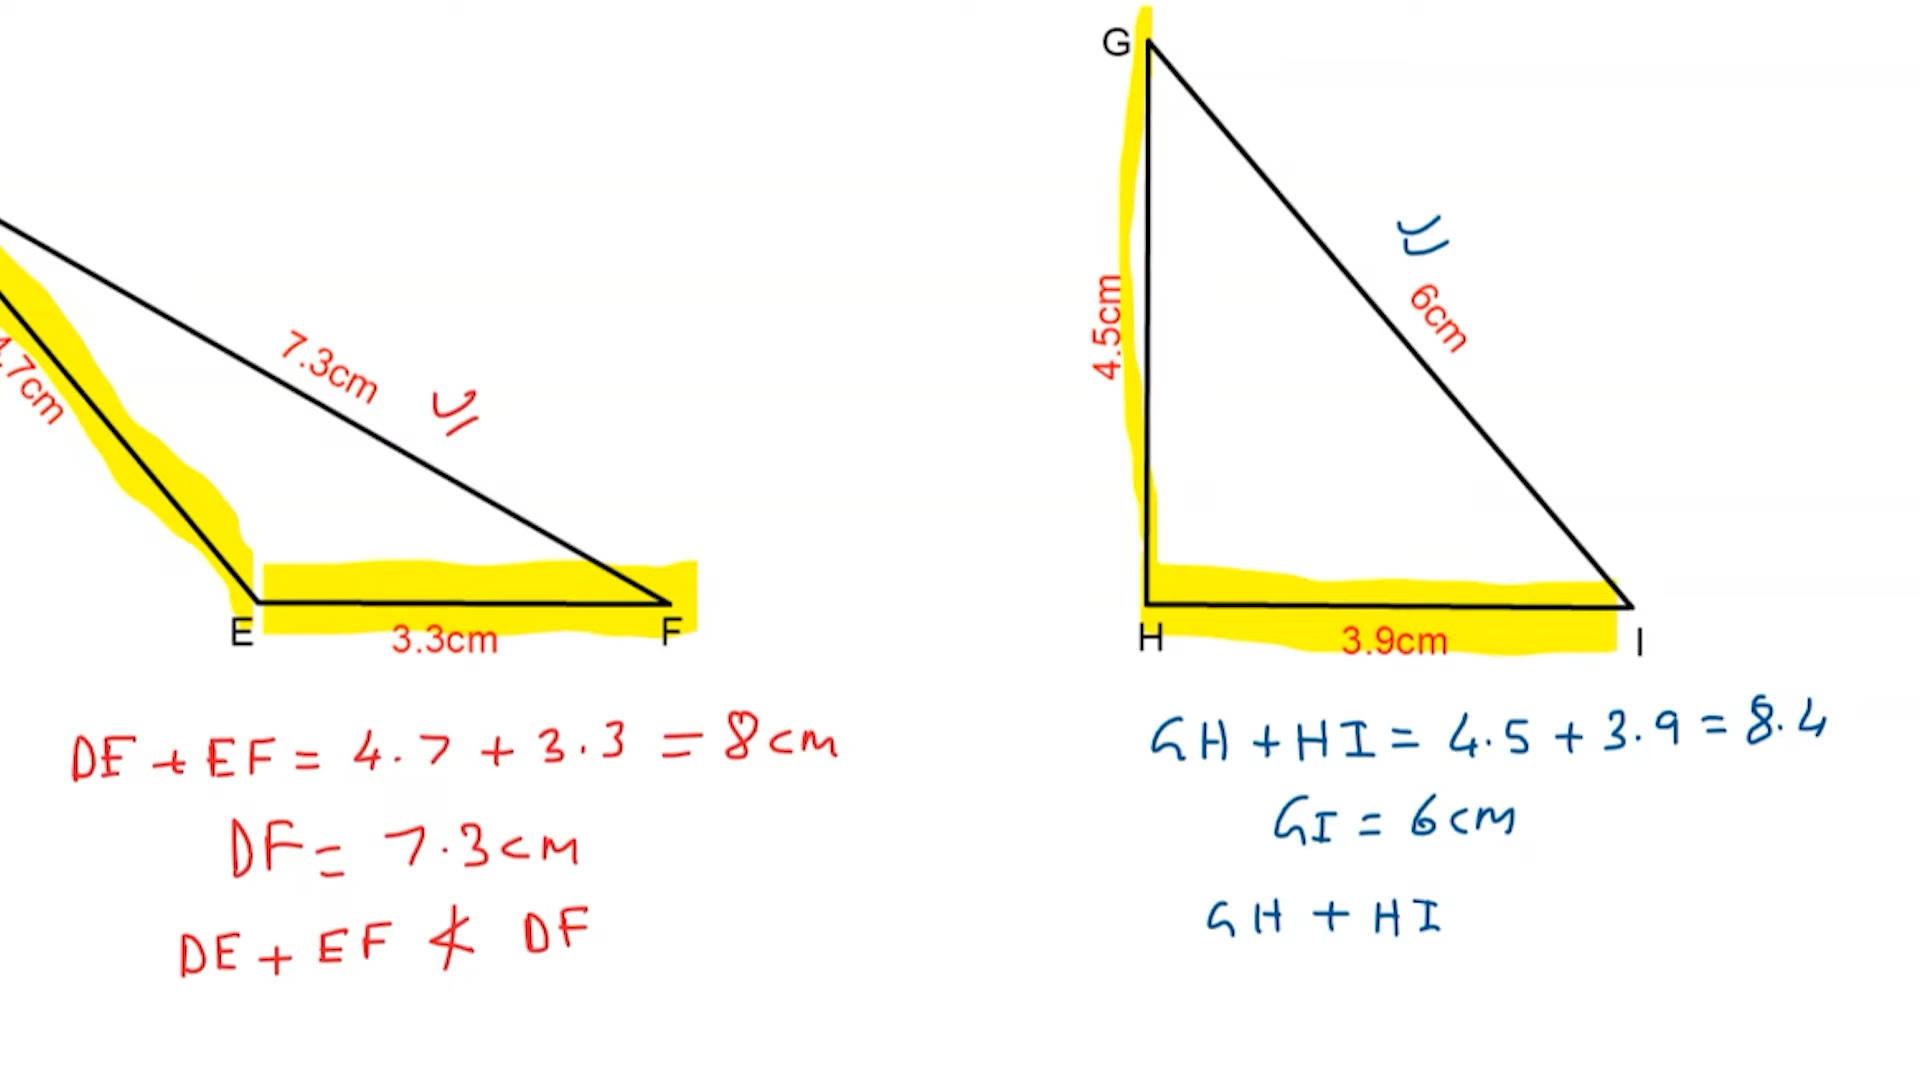 G
4.5cm
6cm
7.3cm
.7cm
E
3.3cm
F
H
3.9cm
I
DE + EF = 4.7 + 3.3 = 8cm
DF = 7.3cm
DE + EF ≮ DF
GH + HI = 4.5 + 3.9 = 8.4
GI = 6cm
GH + HI